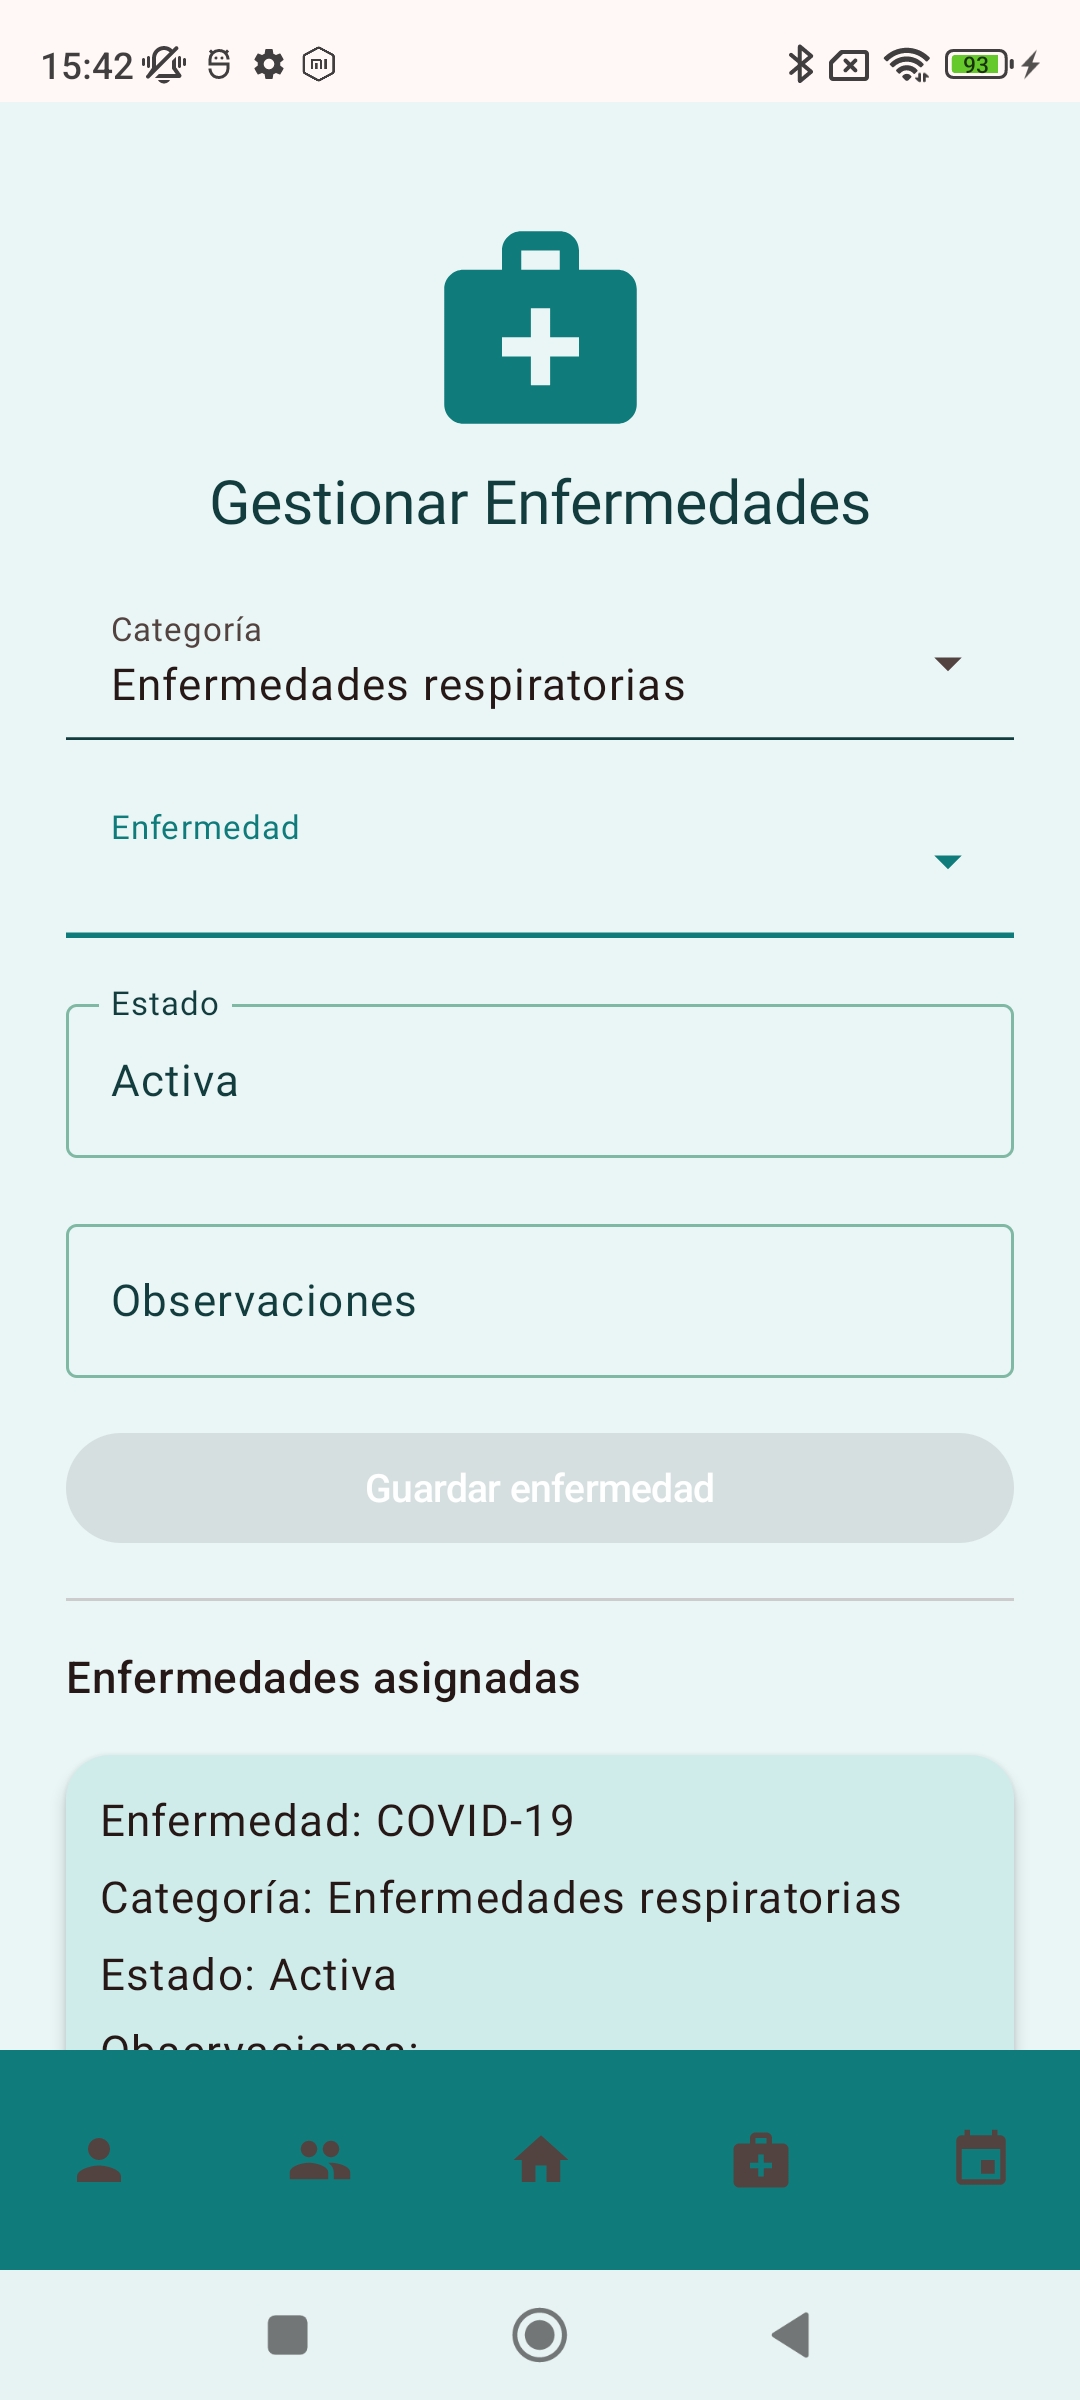 15:42
93
Gestionar Enfermedades
Categoría
Enfermedades respiratorias
Enfermedad
Estado
Activa
Observaciones
Guardar enfermedad
Enfermedades asignadas
Enfermedad: COVID-19
Categoría: Enfermedades respiratorias
Estado: Activa
Observaciones: